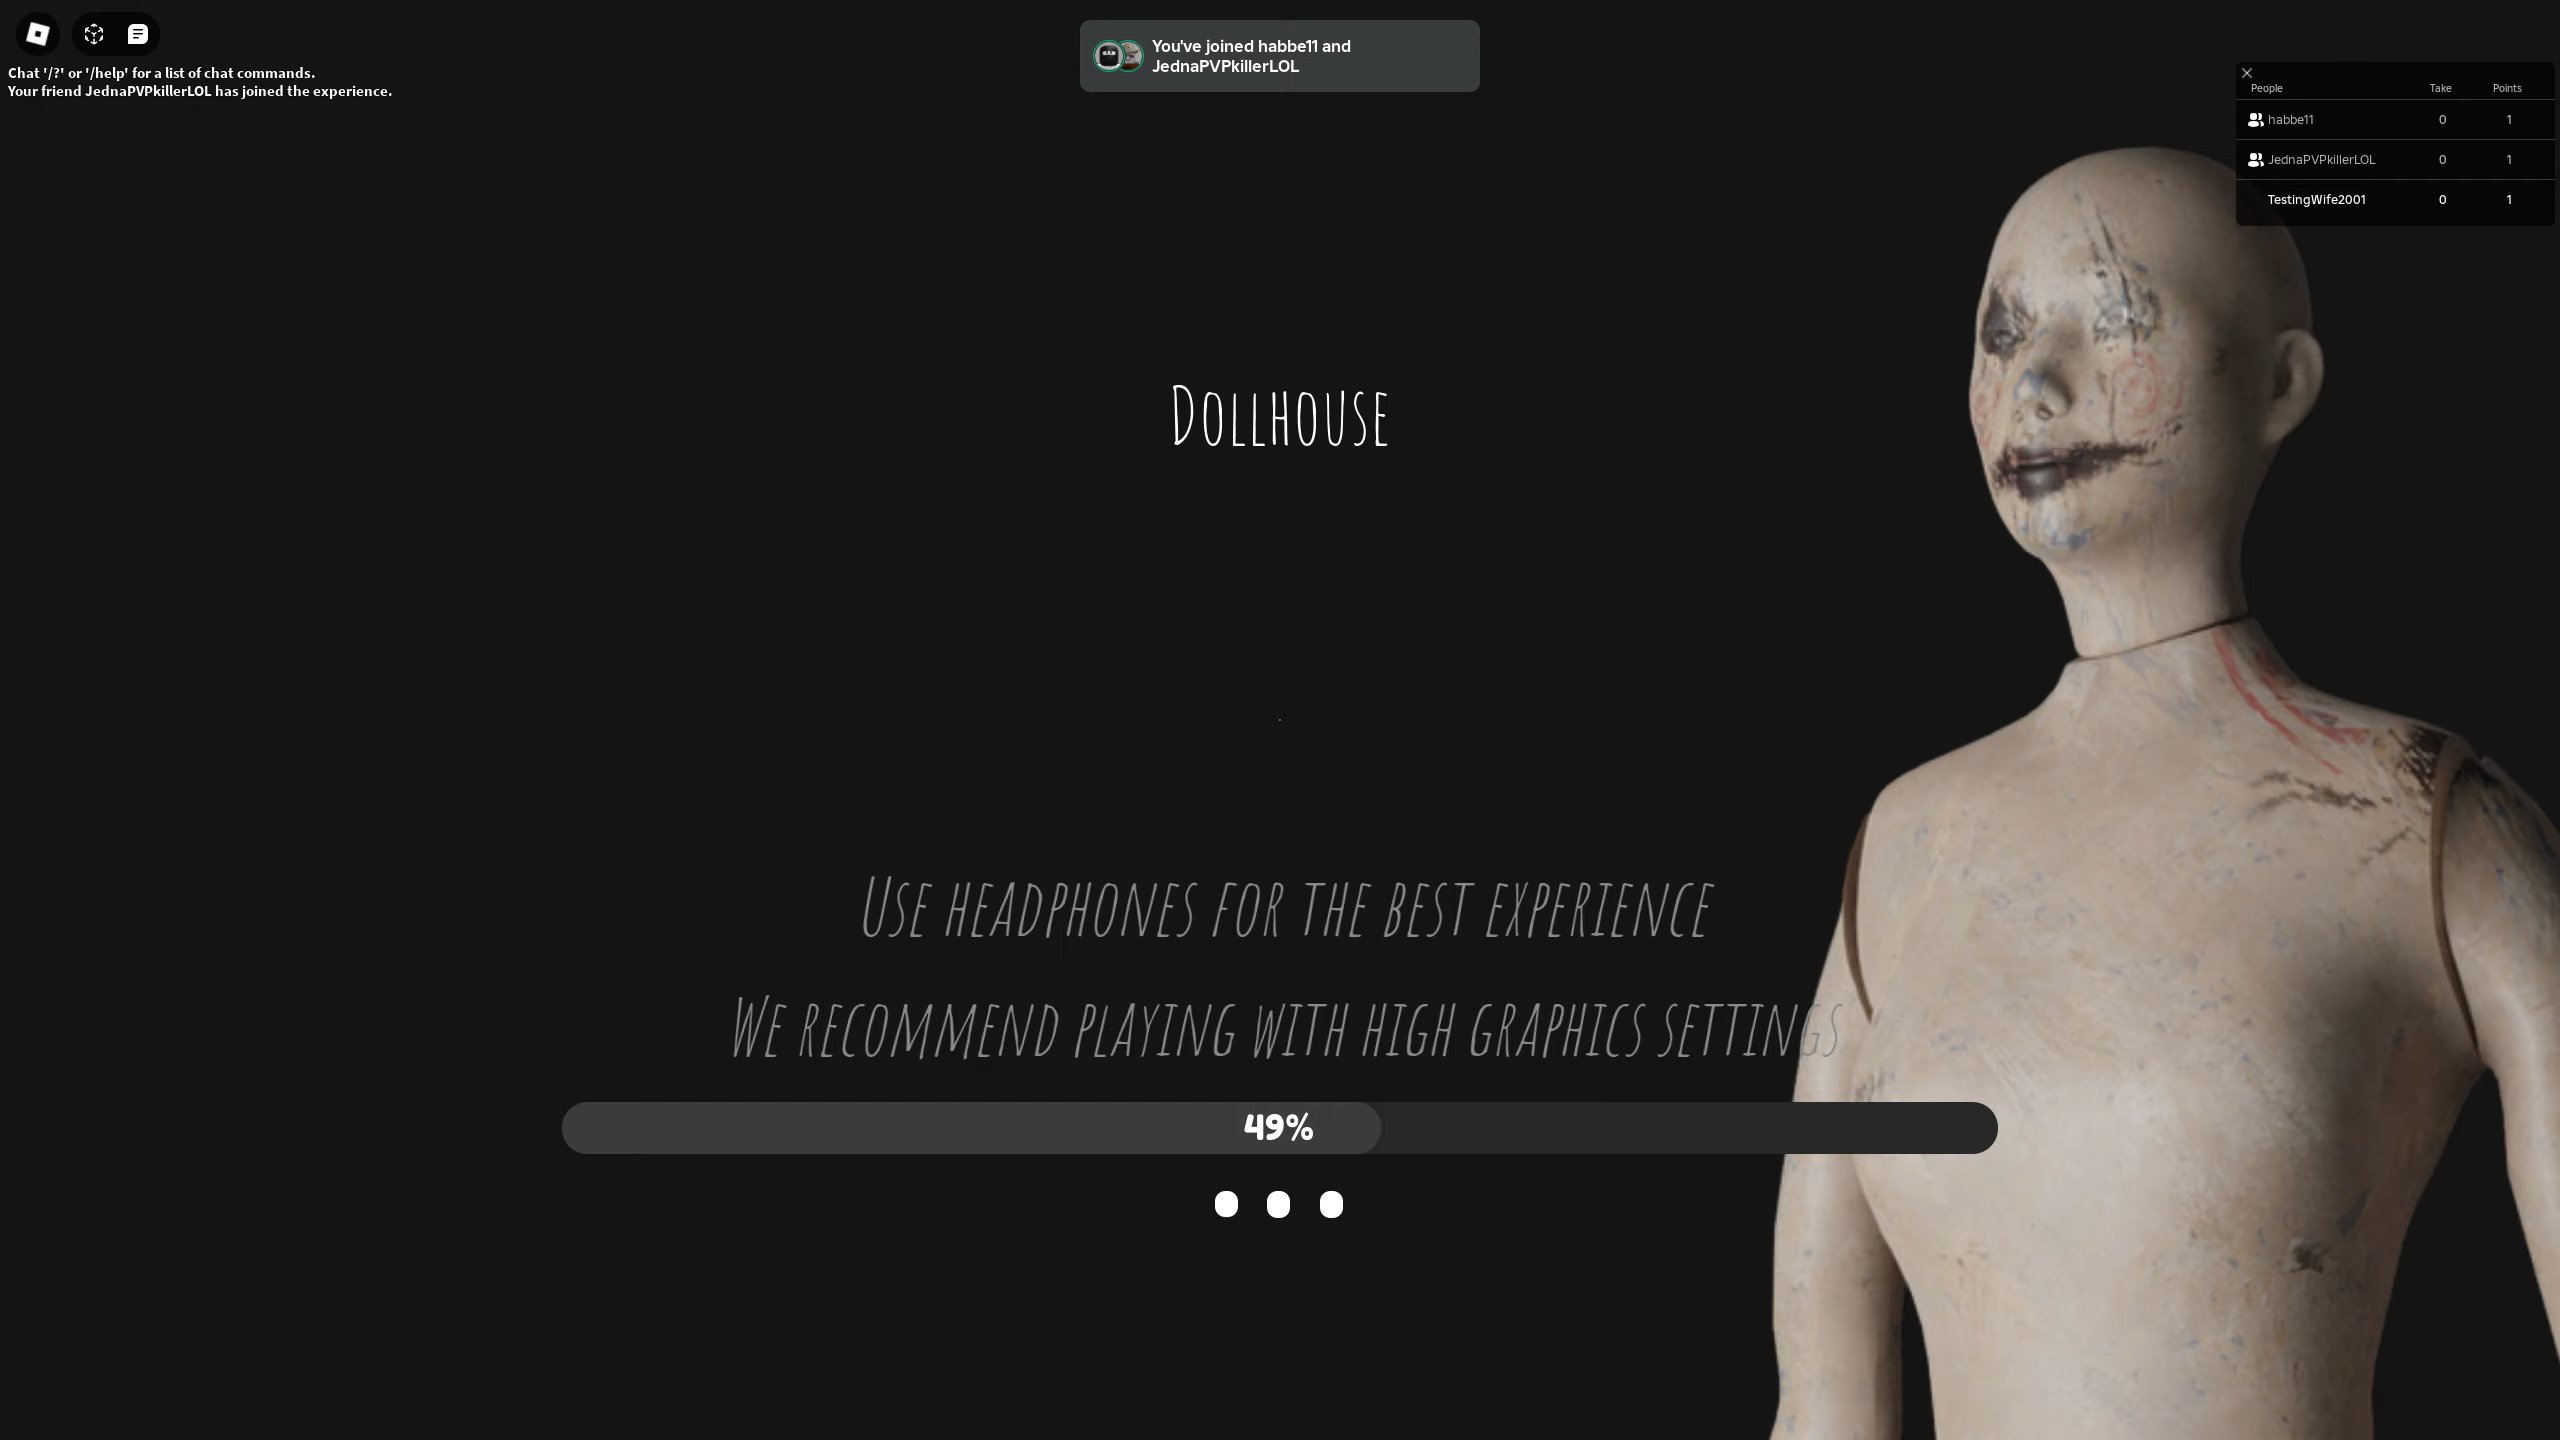 Chat '/?' or '/help' for a list of chat commands.
Your friend JednaPVPkillerLOL has joined the experience.
You've joined habbe11 and
JednaPVPkillerLOL
People Take Points
habbe11 0 1
JednaPVPkillerLOL 0 1
TestingWife2001 0 1
Dollhouse
Use headphones for the best experience
We recommend playing with high graphics settings
49%